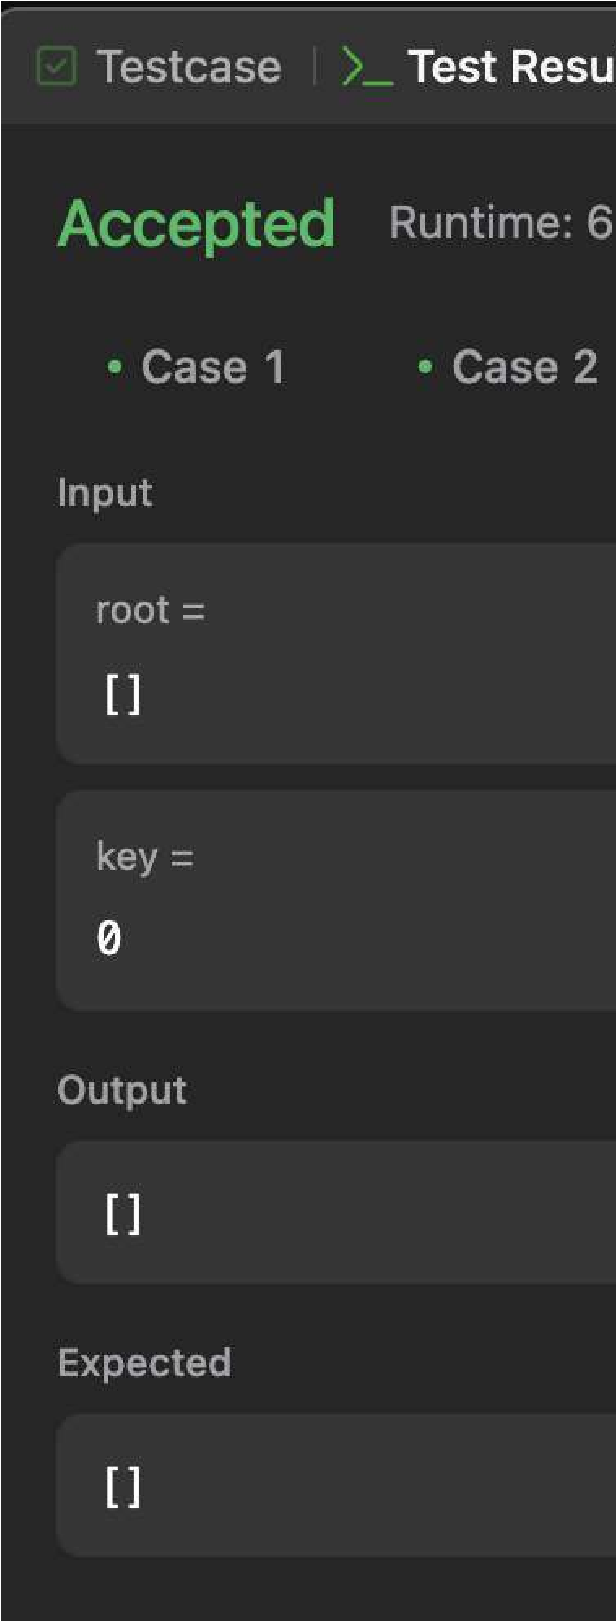 Testcase
>_ Test Resu
Accepted Runtime: 6
• Case 1 • Case 2
Input
root =
[]
key =
0
Output
[]
Expected
[]